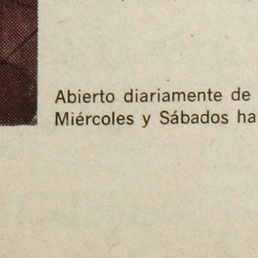 Abierto diariamente de
Miércoles y Sábados ha